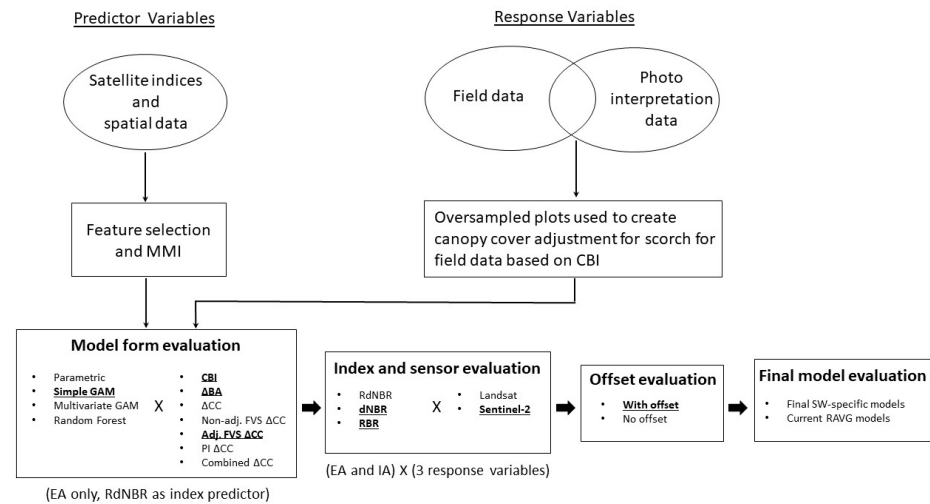 Predictor Variables
Response Variables
Satellite indices
and
spatial data
Field data
Photo
interpretation
data
Feature selection
and MMI
Oversampled plots used to create
canopy cover adjustment for scorch for
field data based on CBI
Model form evaluation
• Parametric
• Simple GAM
• Multivariate GAM
• Random Forest
X
• CBI
• ΔBA
• ΔCC
• Non-adj. FVS ΔCC
• Adj. FVS ΔCC
• PI ΔCC
• Combined ΔCC
(EA only, RdNBR as index predictor)
Index and sensor evaluation
• RdNBR
• dNBR
• RBR
X
• Landsat
• Sentinel-2
(EA and IA) X (3 response variables)
Offset evaluation
• With offset
• No offset
Final model evaluation
• Final SW-specific models
• Current RAVG models